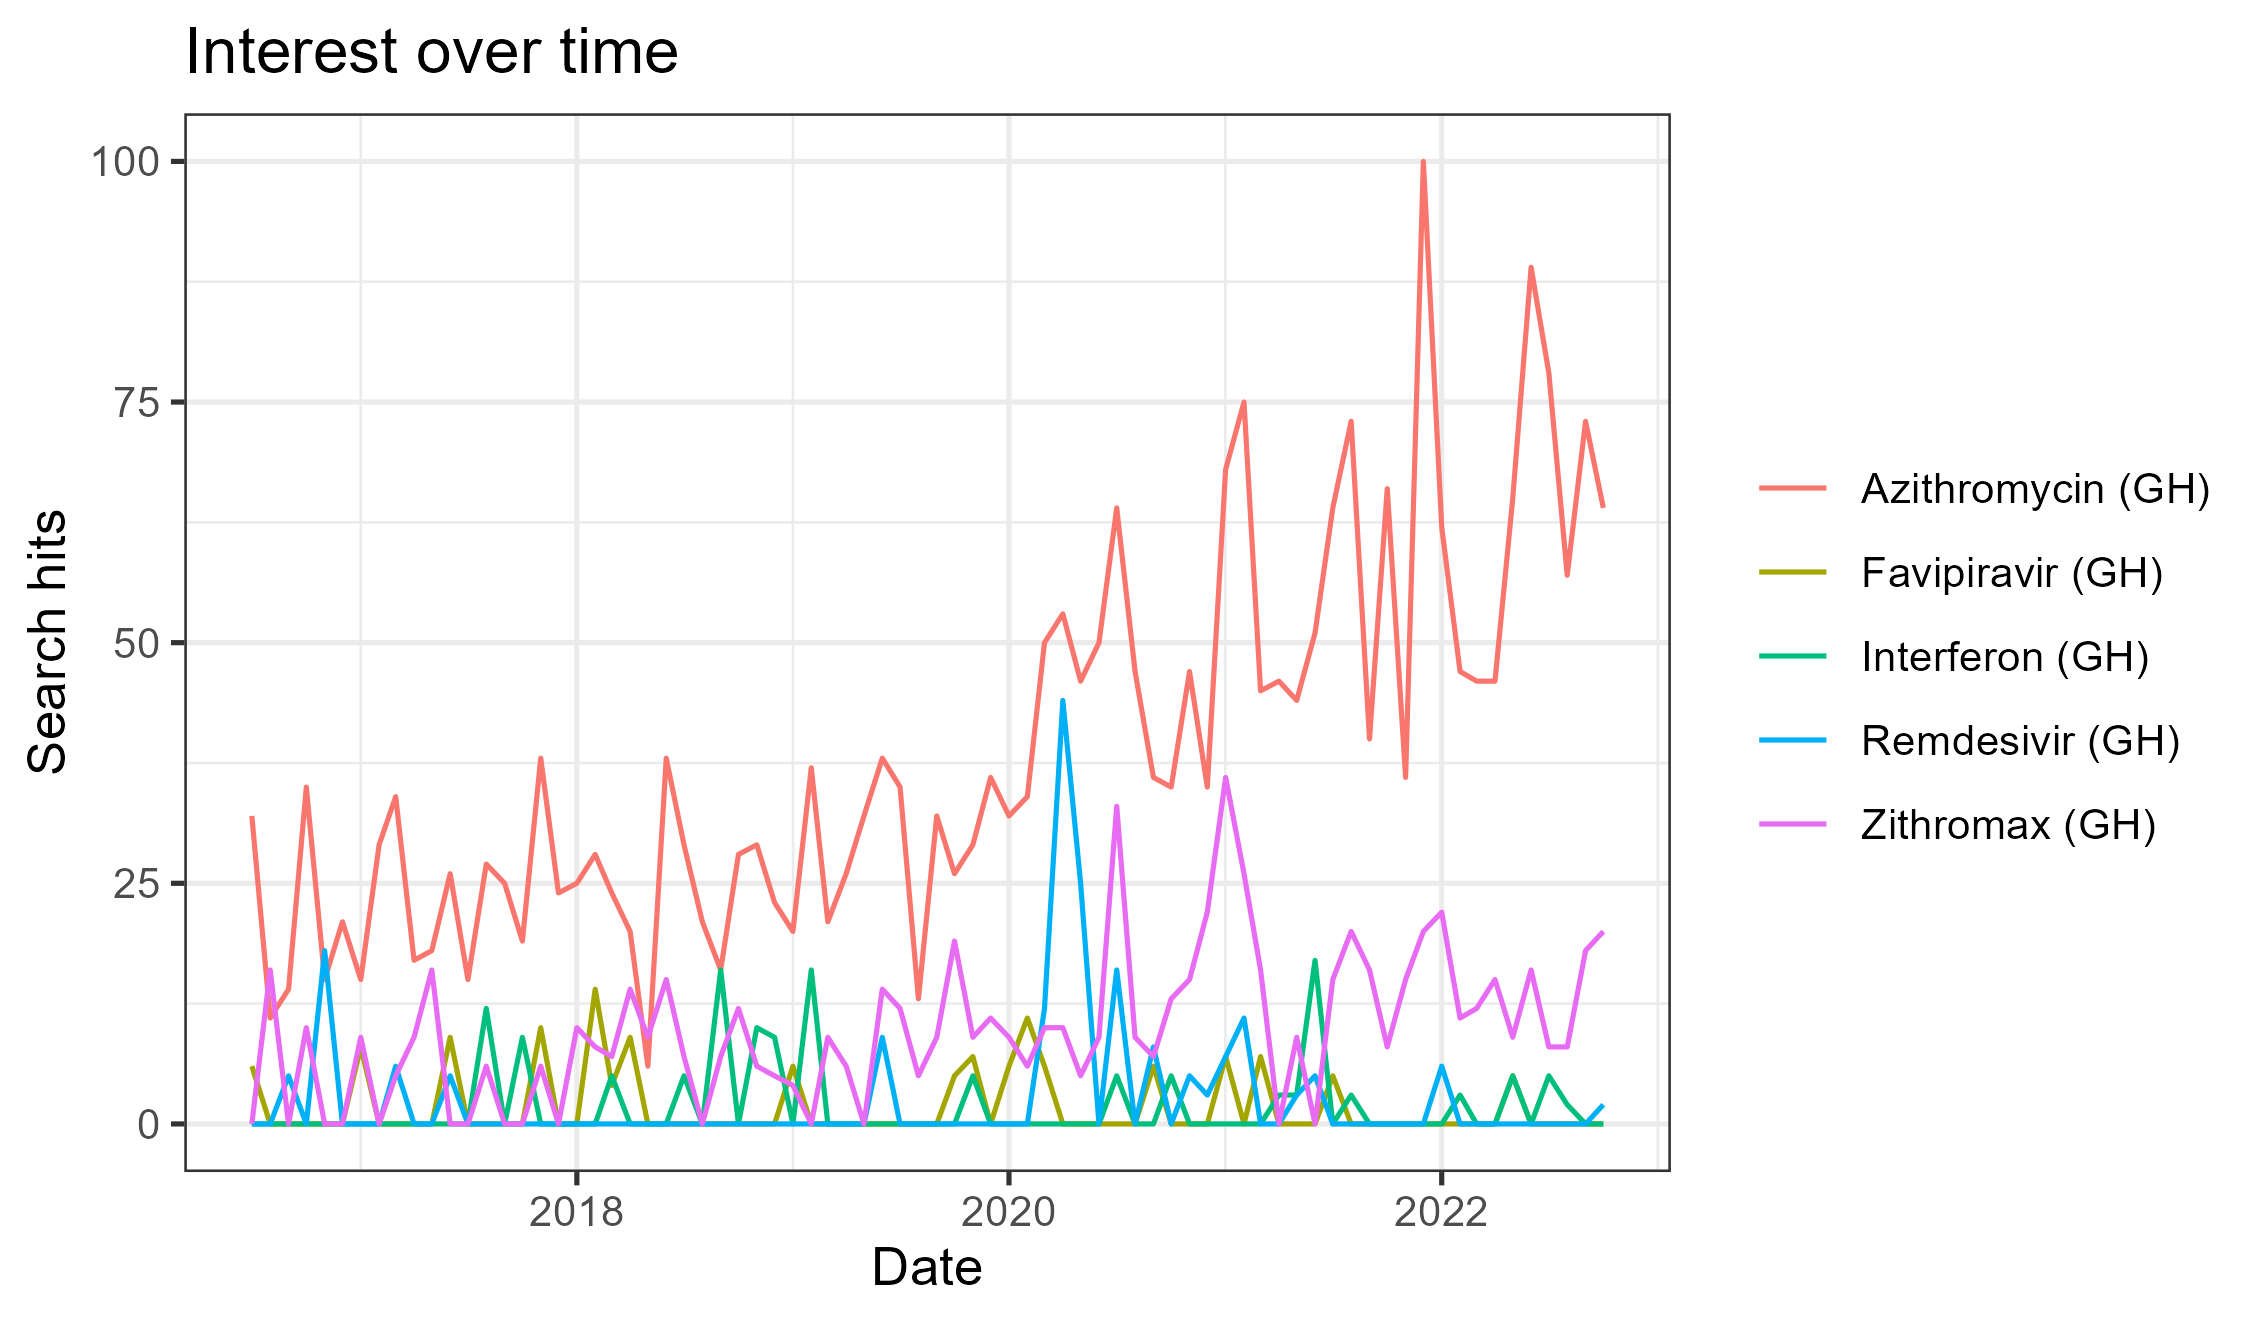 Interest over time
Search hits
100
75
50
25
0
2018
2020
2022
Date
Azithromycin (GH)
Favipiravir (GH)
Interferon (GH)
Remdesivir (GH)
Zithromax (GH)